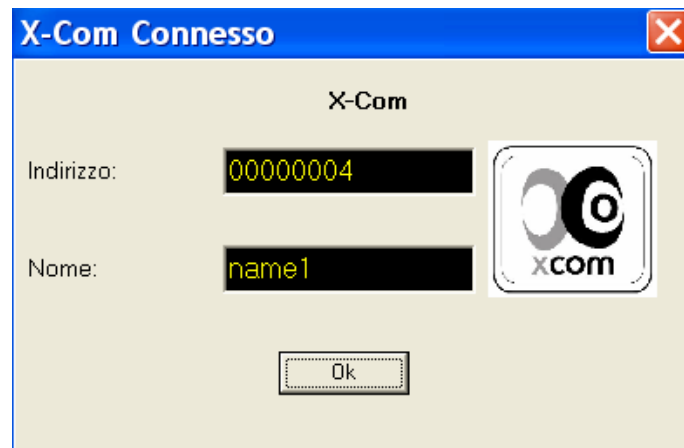 X-Com Connesso
X-Com
Indirizzo: 00000004
Nome: name1
xcom
Ok